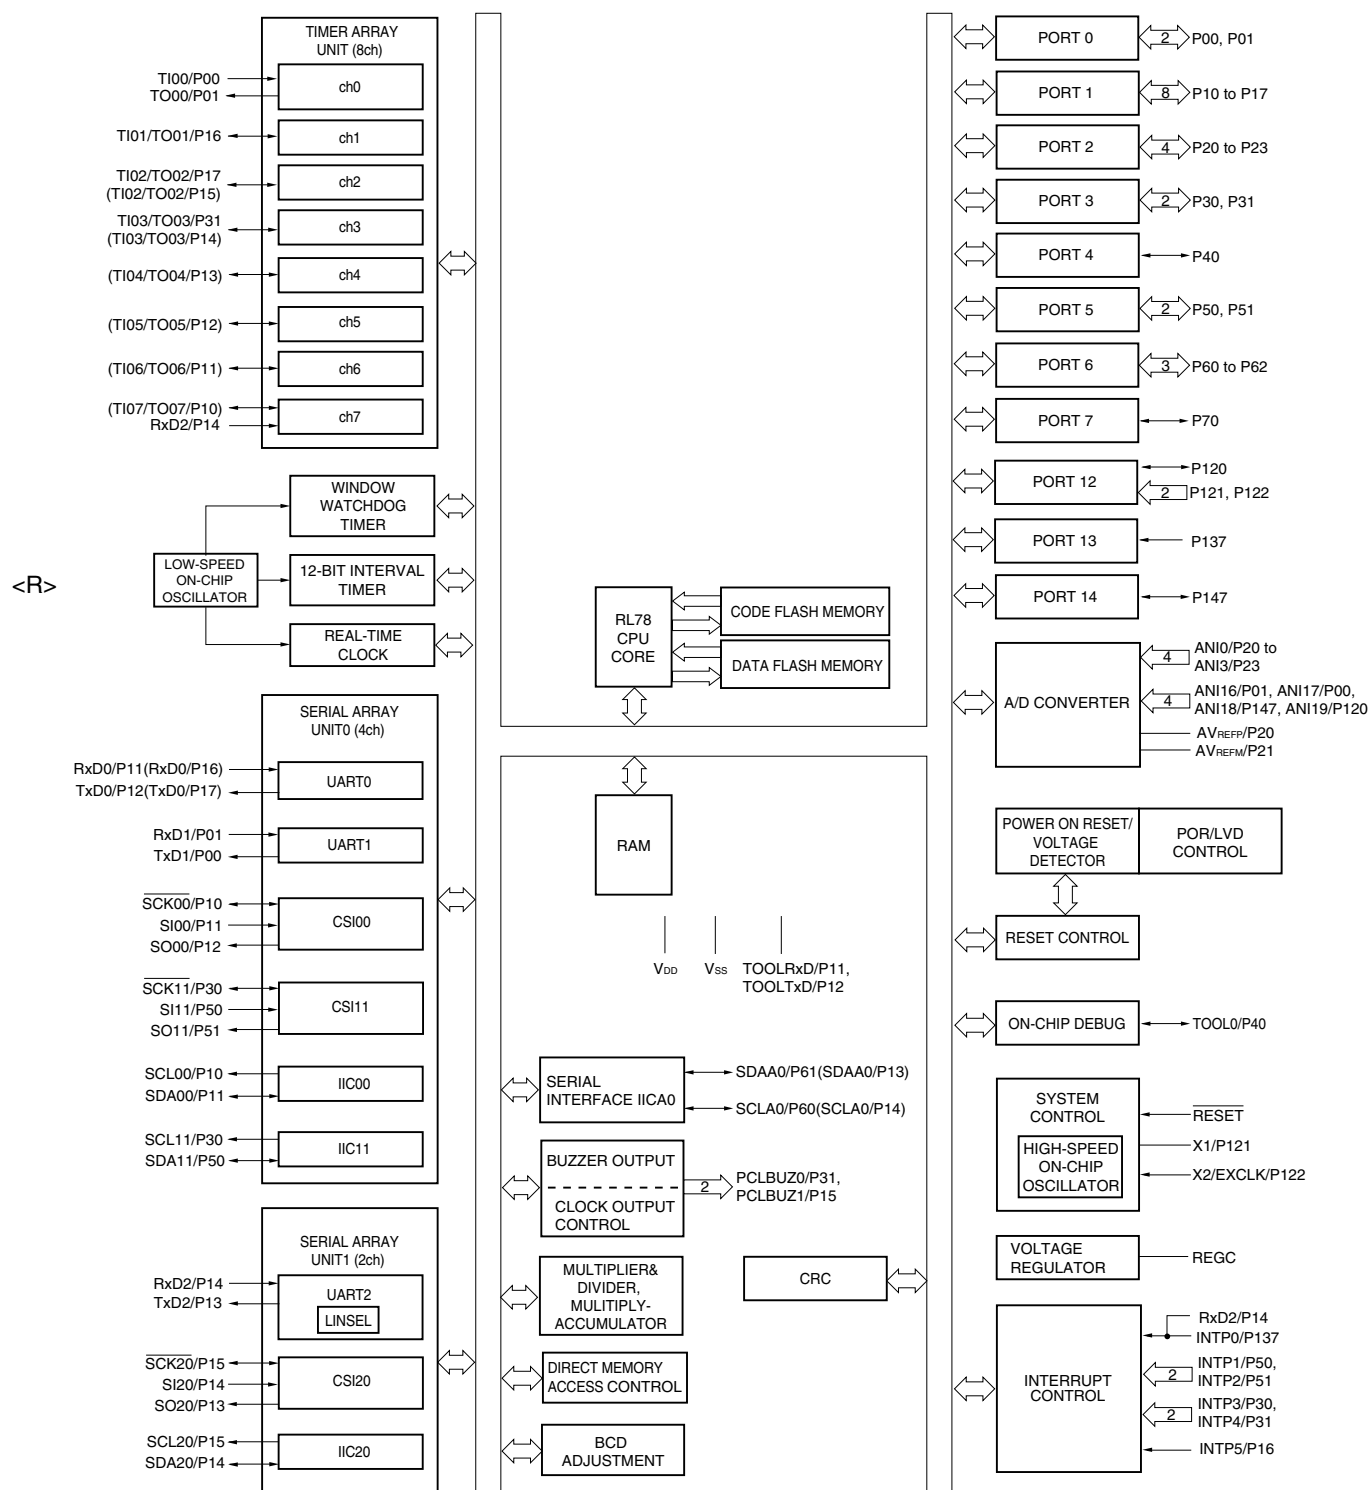 TIMER ARRAY
UNIT (8ch)
TI00/P00
TO00/P01
ch0
TI01/TO01/P16
ch1
TI02/TO02/P17
(TI02/TO02/P15)
ch2
TI03/TO03/P31
(TI03/TO03/P14)
ch3
(TI04/TO04/P13)
ch4
(TI05/TO05/P12)
ch5
(TI06/TO06/P11)
ch6
(TI07/TO07/P10)
RxD2/P14
ch7
WINDOW
WATCHDOG
TIMER
<R>
LOW-SPEED
ON-CHIP
OSCILLATOR
12-BIT INTERVAL
TIMER
REAL-TIME
CLOCK
SERIAL ARRAY
UNIT0 (4ch)
RxD0/P11(RxD0/P16)
TxD0/P12(TxD0/P17)
UART0
RxD1/P01
TxD1/P00
UART1
SCK00/P10
SI00/P11
SO00/P12
CSI00
SCK11/P30
SI11/P50
SO11/P51
CSI11
SCL00/P10
SDA00/P11
IIC00
SCL11/P30
SDA11/P50
IIC11
SERIAL ARRAY
UNIT1 (2ch)
RxD2/P14
TxD2/P13
UART2
LINSEL
SCK20/P15
SI20/P14
SO20/P13
CSI20
SCL20/P15
SDA20/P14
IIC20
RL78
CPU
CORE
CODE FLASH MEMORY
DATA FLASH MEMORY
RAM
VDD
VSS
TOOLRxD/P11,
TOOLTxD/P12
SERIAL
INTERFACE IICA0
SDAA0/P61(SDAA0/P13)
SCLA0/P60(SCLA0/P14)
BUZZER OUTPUT
CLOCK OUTPUT
CONTROL
2
PCLBUZ0/P31,
PCLBUZ1/P15
MULTIPLIER&
DIVIDER,
MULITIPLY-
ACCUMULATOR
CRC
DIRECT MEMORY
ACCESS CONTROL
BCD
ADJUSTMENT
PORT 0
2
P00, P01
PORT 1
8
P10 to P17
PORT 2
4
P20 to P23
PORT 3
2
P30, P31
PORT 4
P40
PORT 5
2
P50, P51
PORT 6
3
P60 to P62
PORT 7
P70
PORT 12
P120
2
P121, P122
PORT 13
P137
PORT 14
P147
A/D CONVERTER
4
ANI0/P20 to
ANI3/P23
4
ANI16/P01, ANI17/P00,
ANI18/P147, ANI19/P120
AVREFP/P20
AVREFM/P21
POWER ON RESET/
VOLTAGE
DETECTOR
POR/LVD
CONTROL
RESET CONTROL
ON-CHIP DEBUG
TOOL0/P40
SYSTEM
CONTROL
HIGH-SPEED
ON-CHIP
OSCILLATOR
RESET
X1/P121
X2/EXCLK/P122
VOLTAGE
REGULATOR
REGC
INTERRUPT
CONTROL
RxD2/P14
INTP0/P137
2
INTP1/P50,
INTP2/P51
2
INTP3/P30,
INTP4/P31
INTP5/P16